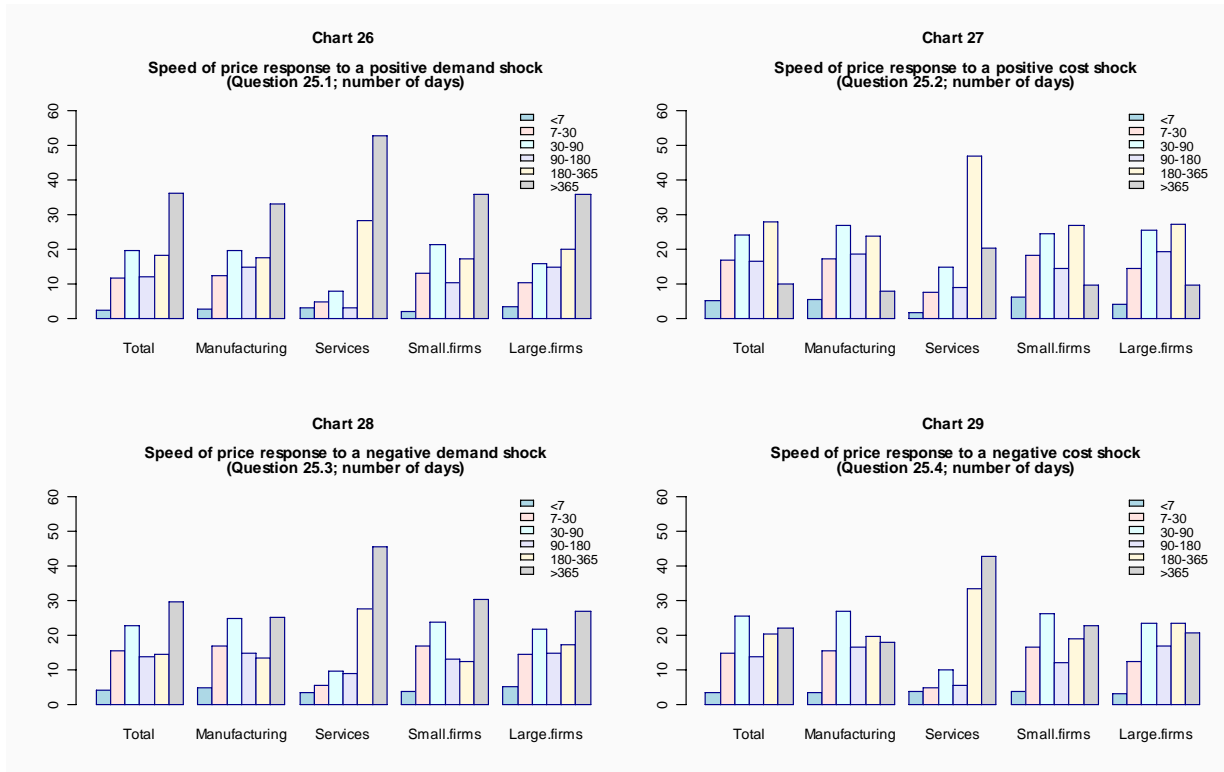 Chart 26
Speed of price response to a positive demand shock
(Question 25.1; number of days)
60
50
40
30
20
10
0
<7
7-30
30-90
90-180
180-365
>365
Total
Manufacturing
Services
Small.firms
Large.firms
Chart 27
Speed of price response to a positive cost shock
(Question 25.2; number of days)
60
50
40
30
20
10
0
<7
7-30
30-90
90-180
180-365
>365
Total
Manufacturing
Services
Small.firms
Large.firms
Chart 28
Speed of price response to a negative demand shock
(Question 25.3; number of days)
60
50
40
30
20
10
0
<7
7-30
30-90
90-180
180-365
>365
Total
Manufacturing
Services
Small.firms
Large.firms
Chart 29
Speed of price response to a negative cost shock
(Question 25.4; number of days)
60
50
40
30
20
10
0
<7
7-30
30-90
90-180
180-365
>365
Total
Manufacturing
Services
Small.firms
Large.firms